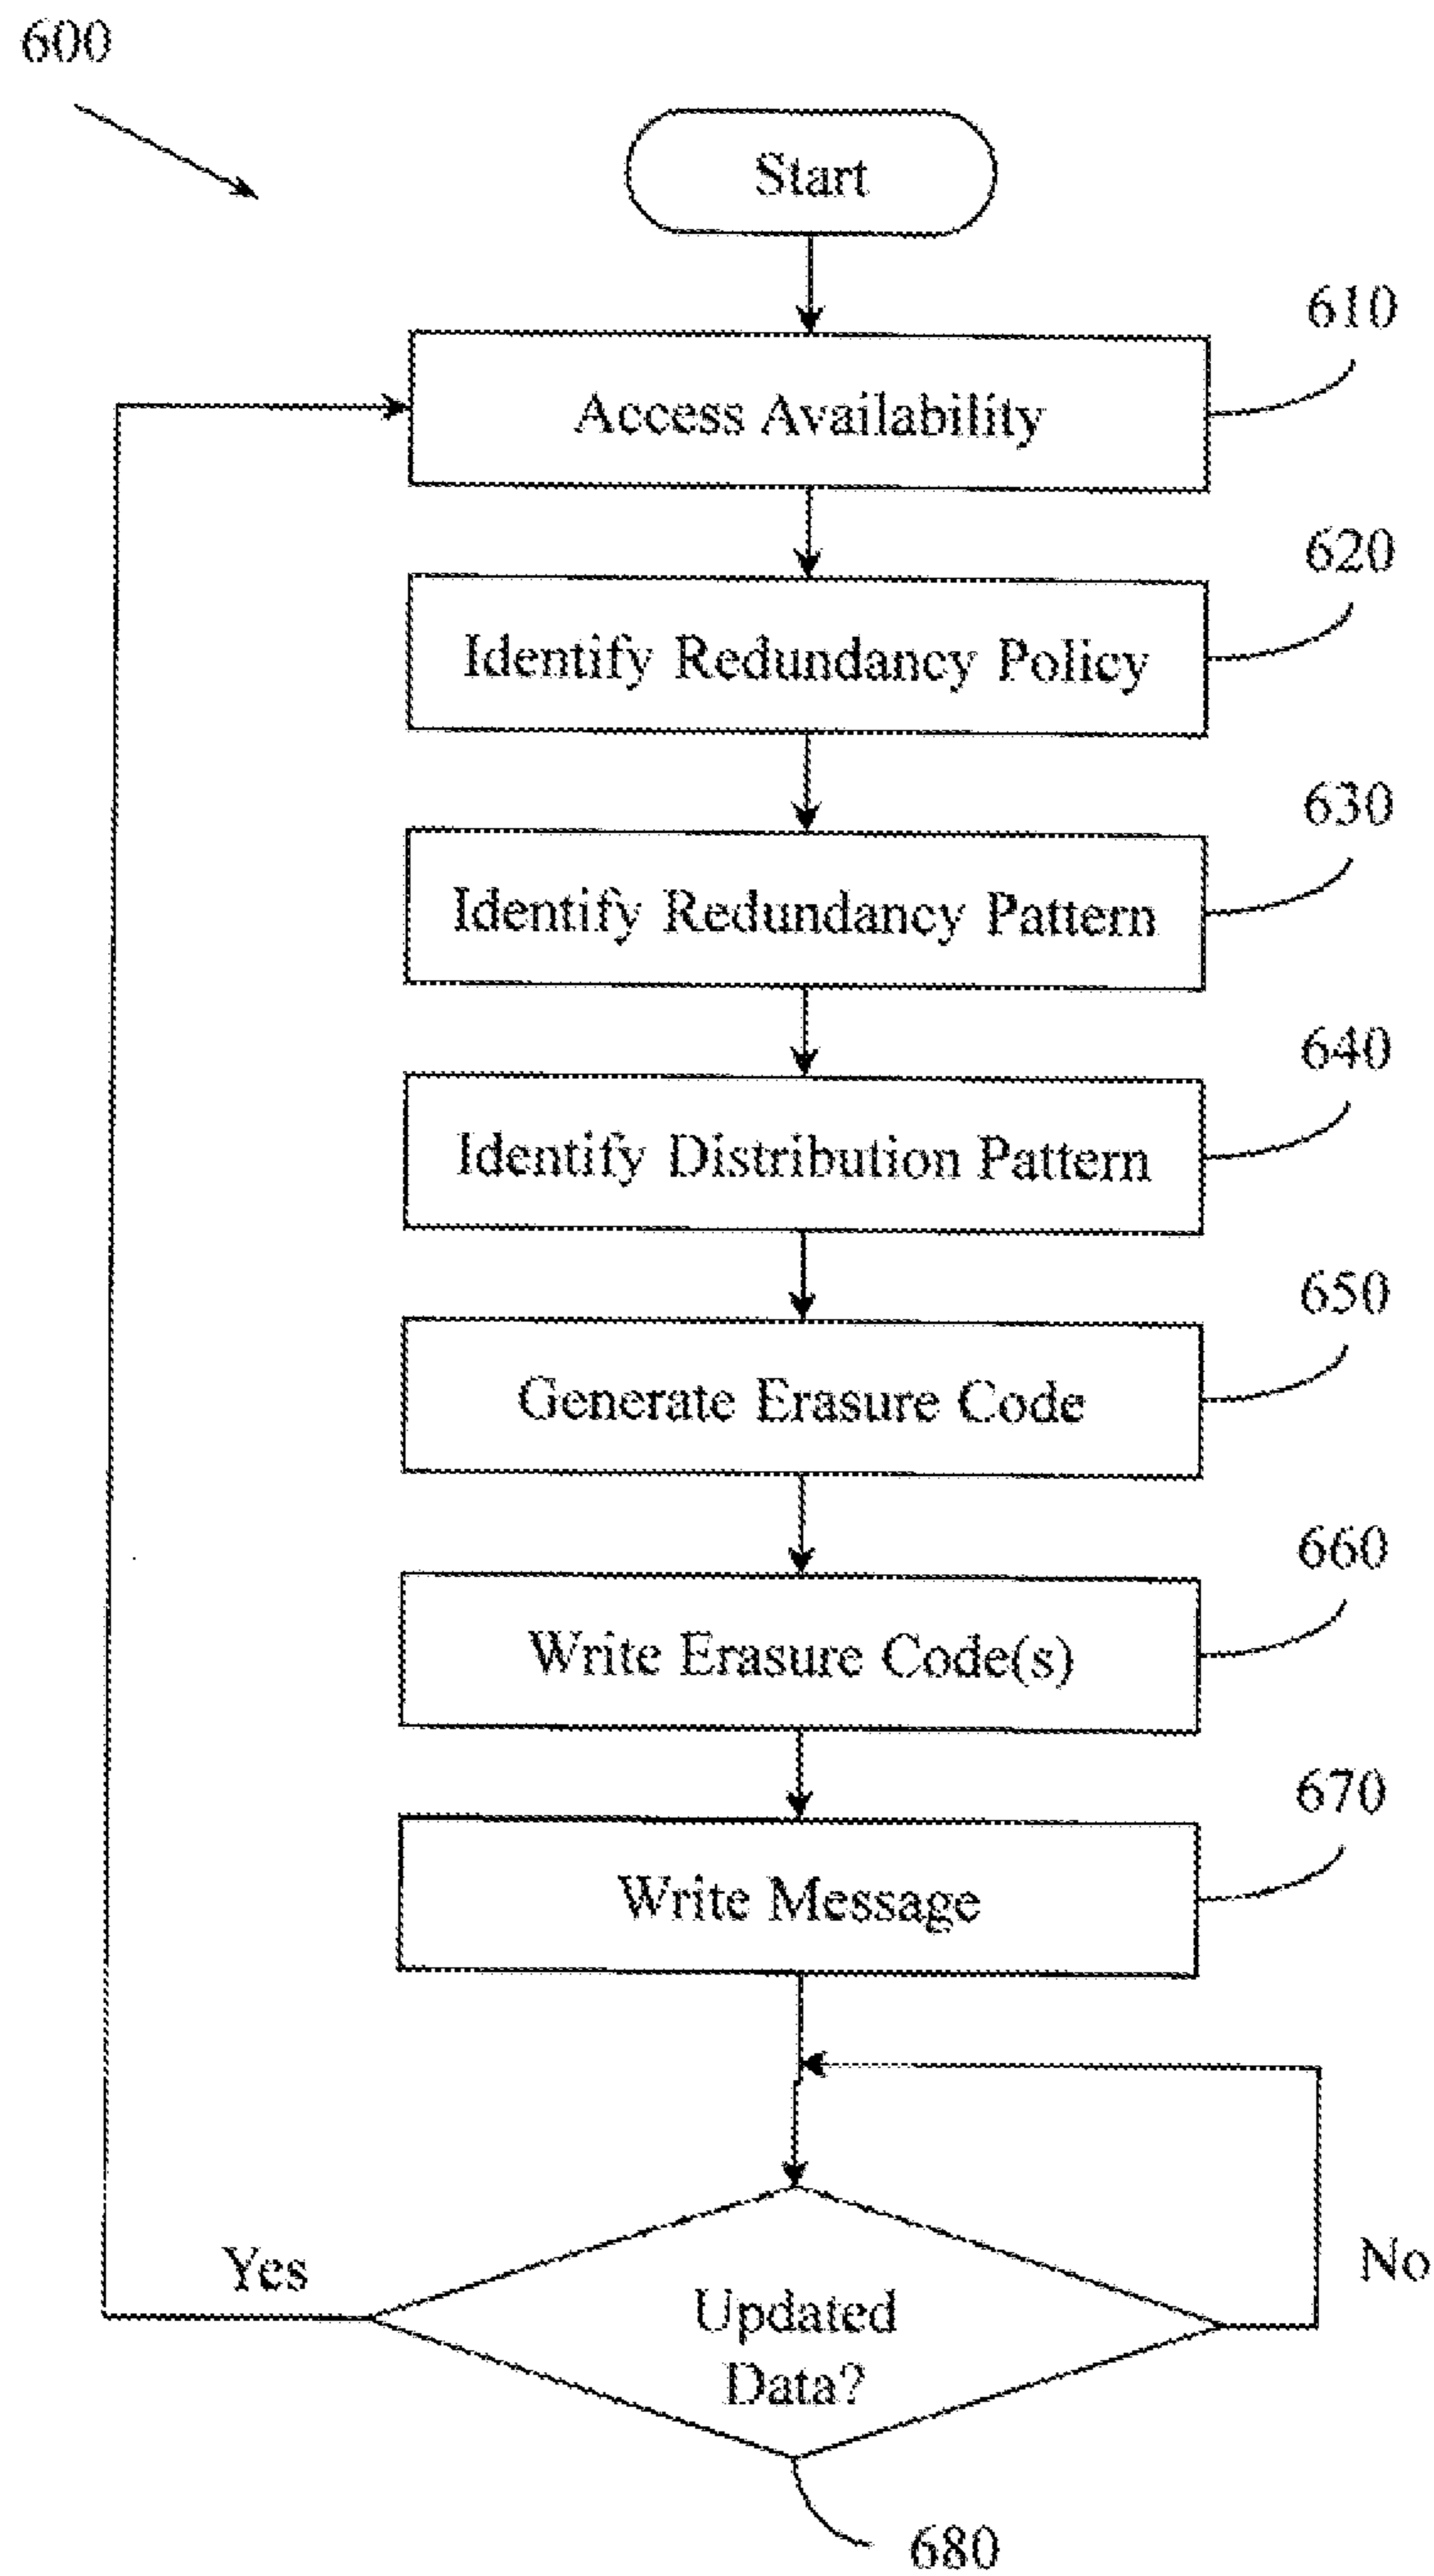 600
Start
610
Access Availability
620
Identify Redundancy Policy
630
Identify Redundancy Pattern
640
Identify Distribution Pattern
650
Generate Erasure Code
660
Write Erasure Code(s)
670
Write Message
Yes
No
Updated
Data?
680